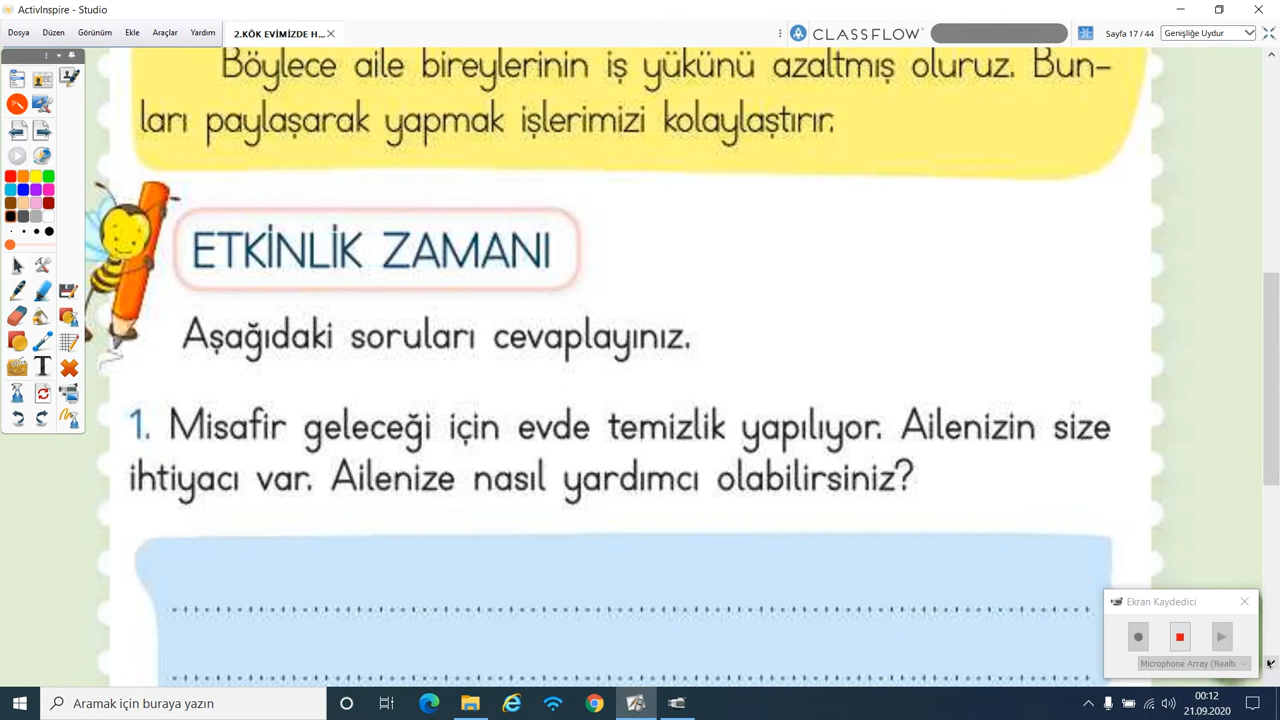 ActivInspire - Studio
Dosya Düzen Görünüm Ekle Araçlar Yardım 2.KÖK EVİMİZDE H... CLASSFLOW Sayfa 17 / 44 Genişliğe Uydur
Böylece aile bireylerinin iş yükünü azaltmış oluruz. Bun-
ları paylaşarak yapmak işlerimizi kolaylaştırır.
ETKİNLİK ZAMANI
Aşağıdaki soruları cevaplayınız.
1. Misafir geleceği için evde temizlik yapılıyor. Ailenizin size
ihtiyacı var. Ailenize nasıl yardımcı olabilirsiniz?
Ekran Kaydedici
Microphone Array (Realt
Aramak için buraya yazın
00:12
21.09.2020